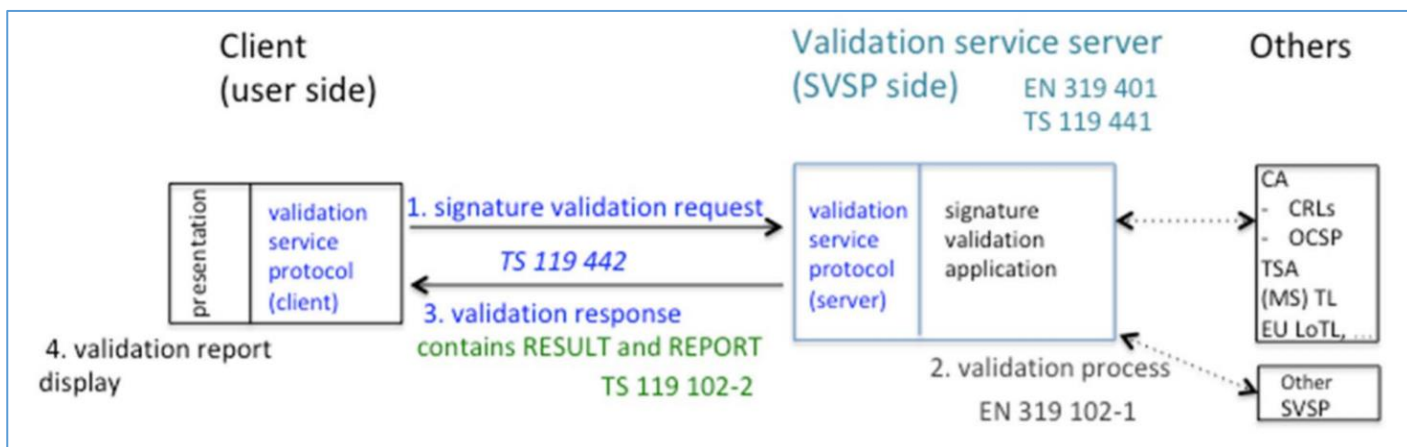 Client
(user side)
Validation service server
(SVSP side)
EN 319 401
TS 119 441
Others
presentation
validation
service
protocol
(client)
1. signature validation request
TS 119 442
3. validation response
contains RESULT and REPORT
TS 119 102-2
4. validation report
display
validation
service
protocol
(server)
signature
validation
application
2. validation process
EN 319 102-1
CA
- CRLs
- OCSP
TSA
(MS) TL
EU LoTL, ...
Other
SVSP